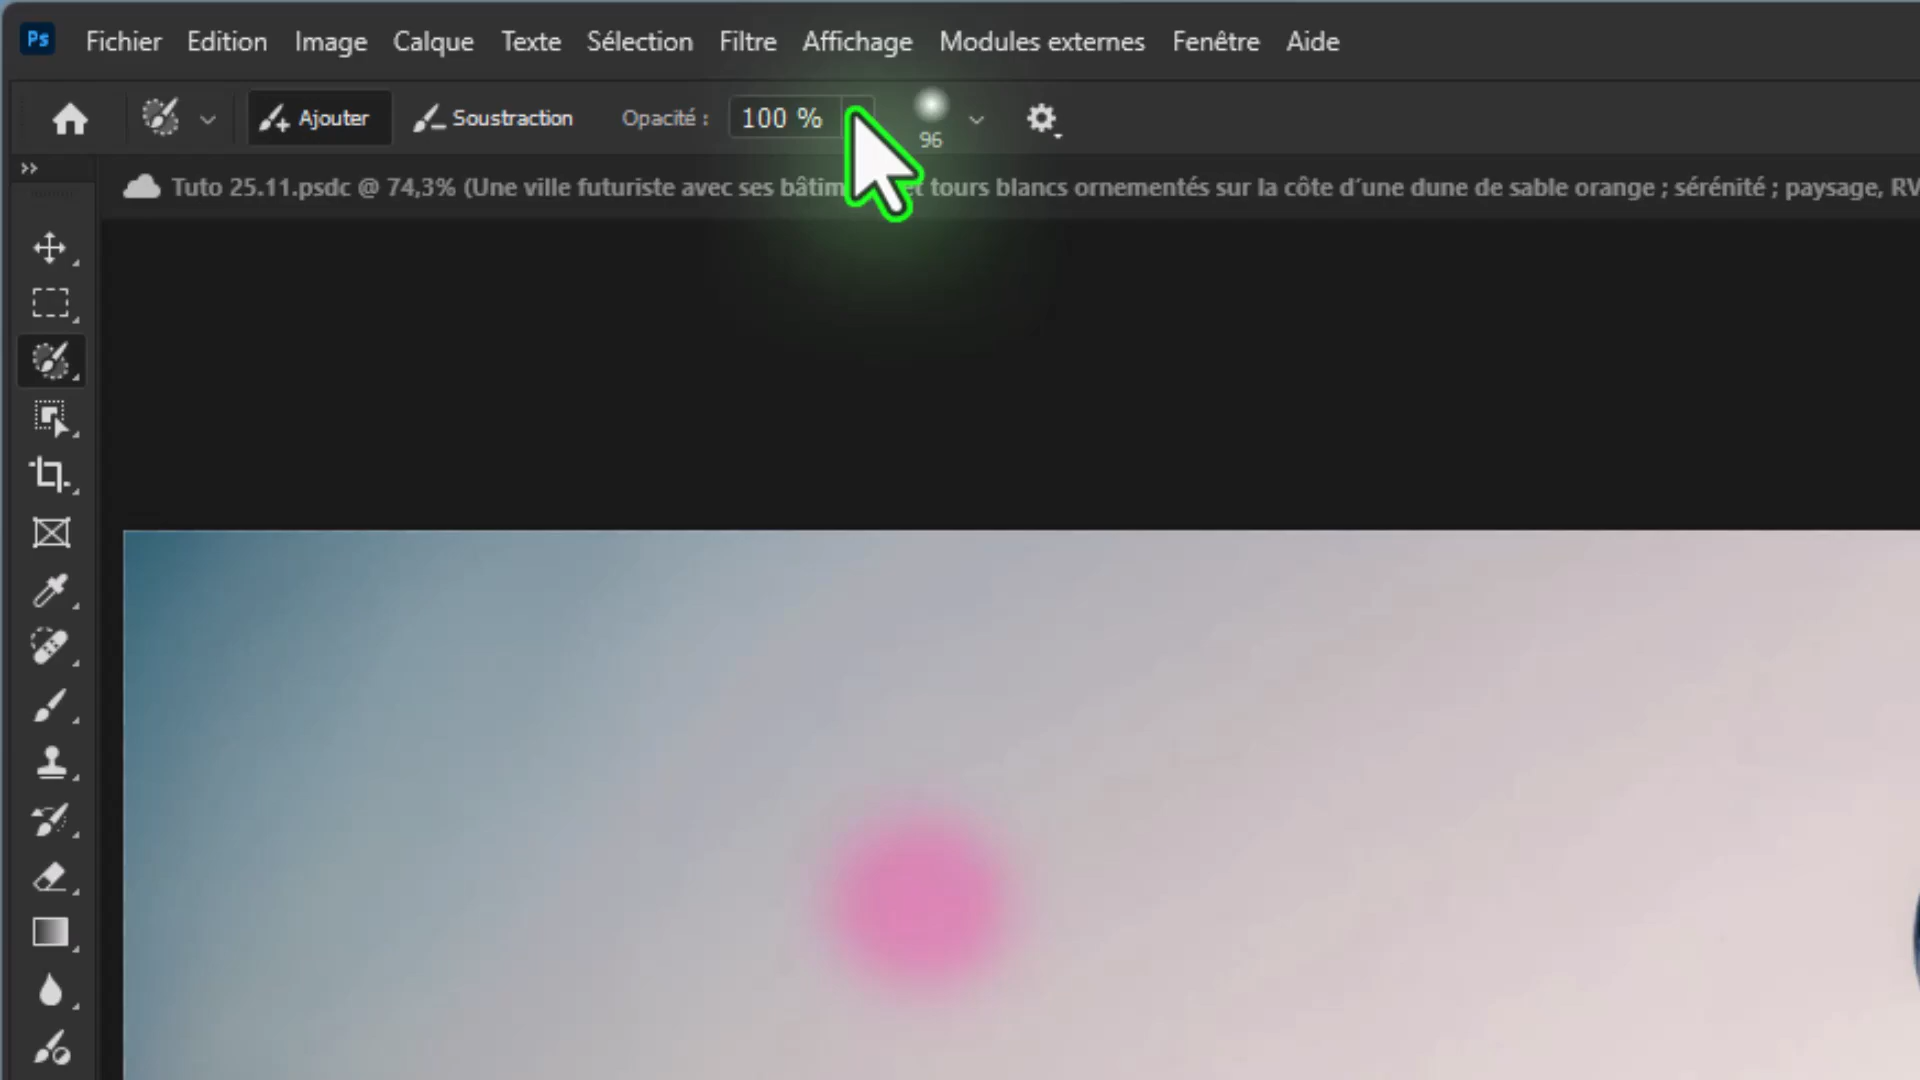 Ps Fichier Edition Image Calque Texte Sélection Filtre Affichage Modules externes Fenêtre Aide
Ajouter Soustraction Opacité : 100 % 96
Tuto 25.11.psdc @ 74,3% (Une ville futuriste avec ses tours blancs ornementés sur la côte d'une dune de sable orange ; sérénité ; paysage, RV